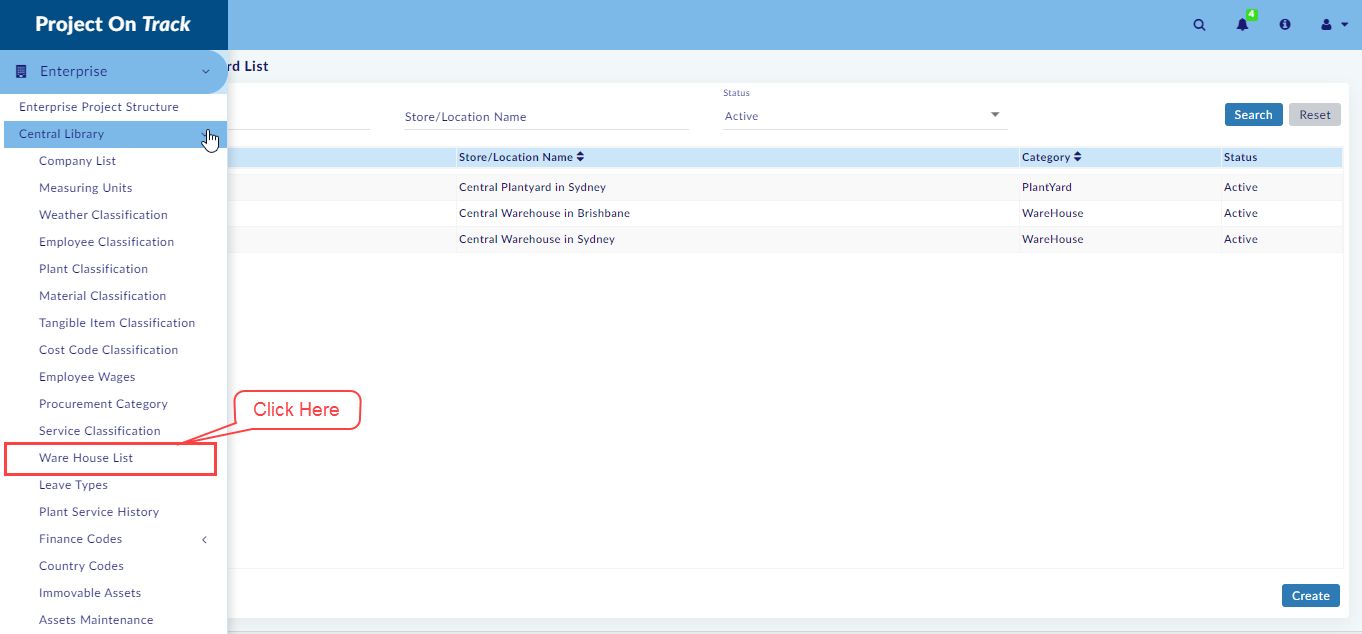 Project On Track
4
Enterprise
rd List
Enterprise Project Structure
Central Library
Company List
Measuring Units
Weather Classification
Employee Classification
Plant Classification
Material Classification
Tangible Item Classification
Cost Code Classification
Employee Wages
Procurement Category
Service Classification
Ware House List
Leave Types
Plant Service History
Finance Codes
Country Codes
Immovable Assets
Assets Maintenance
Click Here
Status
Store/Location Name
Active
Search
Reset
Store/Location Name
Category
Status
Central Plantyard in Sydney
PlantYard
Active
Central Warehouse in Brishbane
WareHouse
Active
Central Warehouse in Sydney
WareHouse
Active
Create